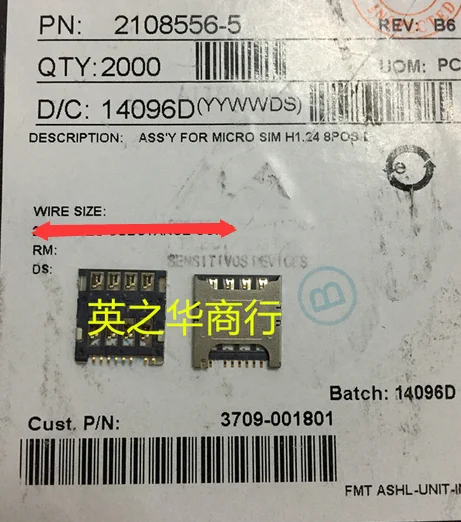 PN: 2108556-5
REV: B6
QTY: 2000
UOM: PC
D/C: 14096D(YYWWDS)
DESCRIPTION: ASS'Y FOR MICRO SIM H1.24 8POS
e
WIRE SIZE:
RM:
DS:
SENSITIVOS DEVICES
英之华商行
B
Batch: 14096D
Cust. P/N: 3709-001801
FMT ASHL-UNIT-I